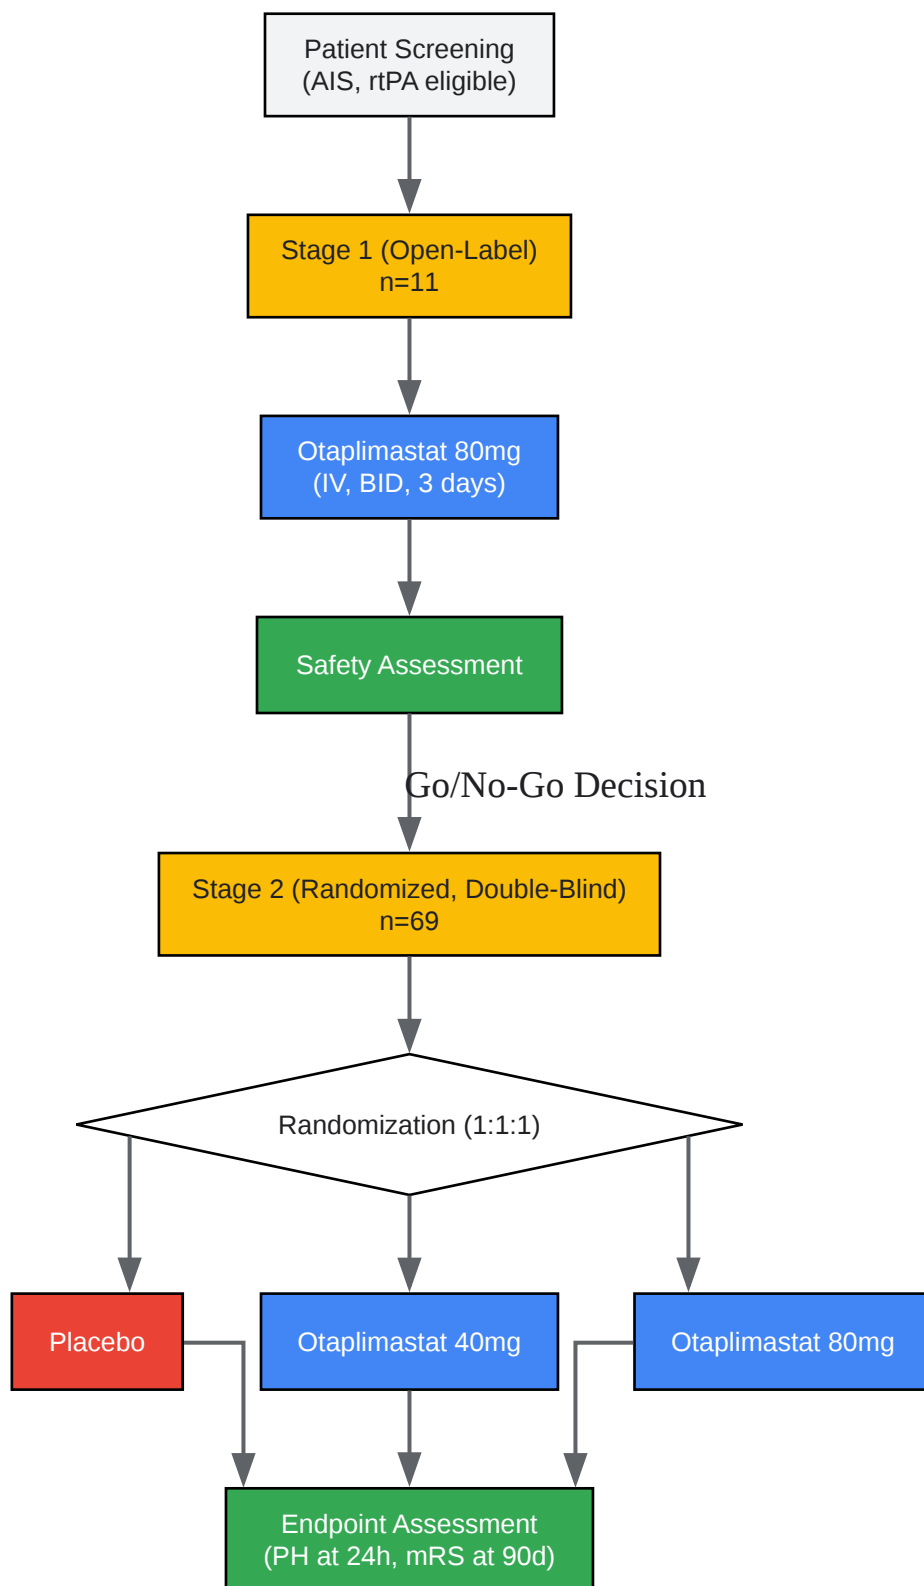 Patient Screening
(AIS, rtPA eligible)
Stage 1 (Open-Label)
n=11
Otaplimastat 80mg
(IV, BID, 3 days)
Safety Assessment
Go/No-Go Decision
Stage 2 (Randomized, Double-Blind)
n=69
Randomization (1:1:1)
Placebo
Otaplimastat 40mg
Otaplimastat 80mg
Endpoint Assessment
(PH at 24h, mRS at 90d)